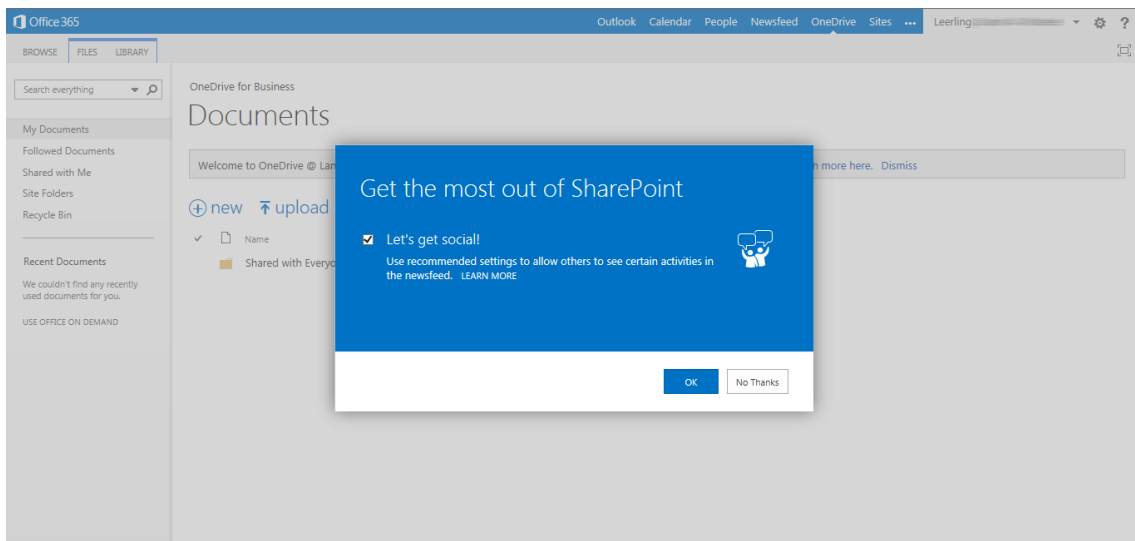 Office 365
Outlook Calendar People Newsfeed OneDrive Sites ••• Leerling
BROWSE FILES LIBRARY
Search everything
My Documents
Followed Documents
Shared with Me
Site Folders
Recycle Bin
Recent Documents
We couldn't find any recently
used documents for you.
USE OFFICE ON DEMAND
OneDrive for Business
Documents
Welcome to OneDrive @ Lan
n more here. Dismiss
new upload
Name
Shared with Everyo
Get the most out of SharePoint
Let's get social!
Use recommended settings to allow others to see certain activities in
the newsfeed. LEARN MORE
OK No Thanks